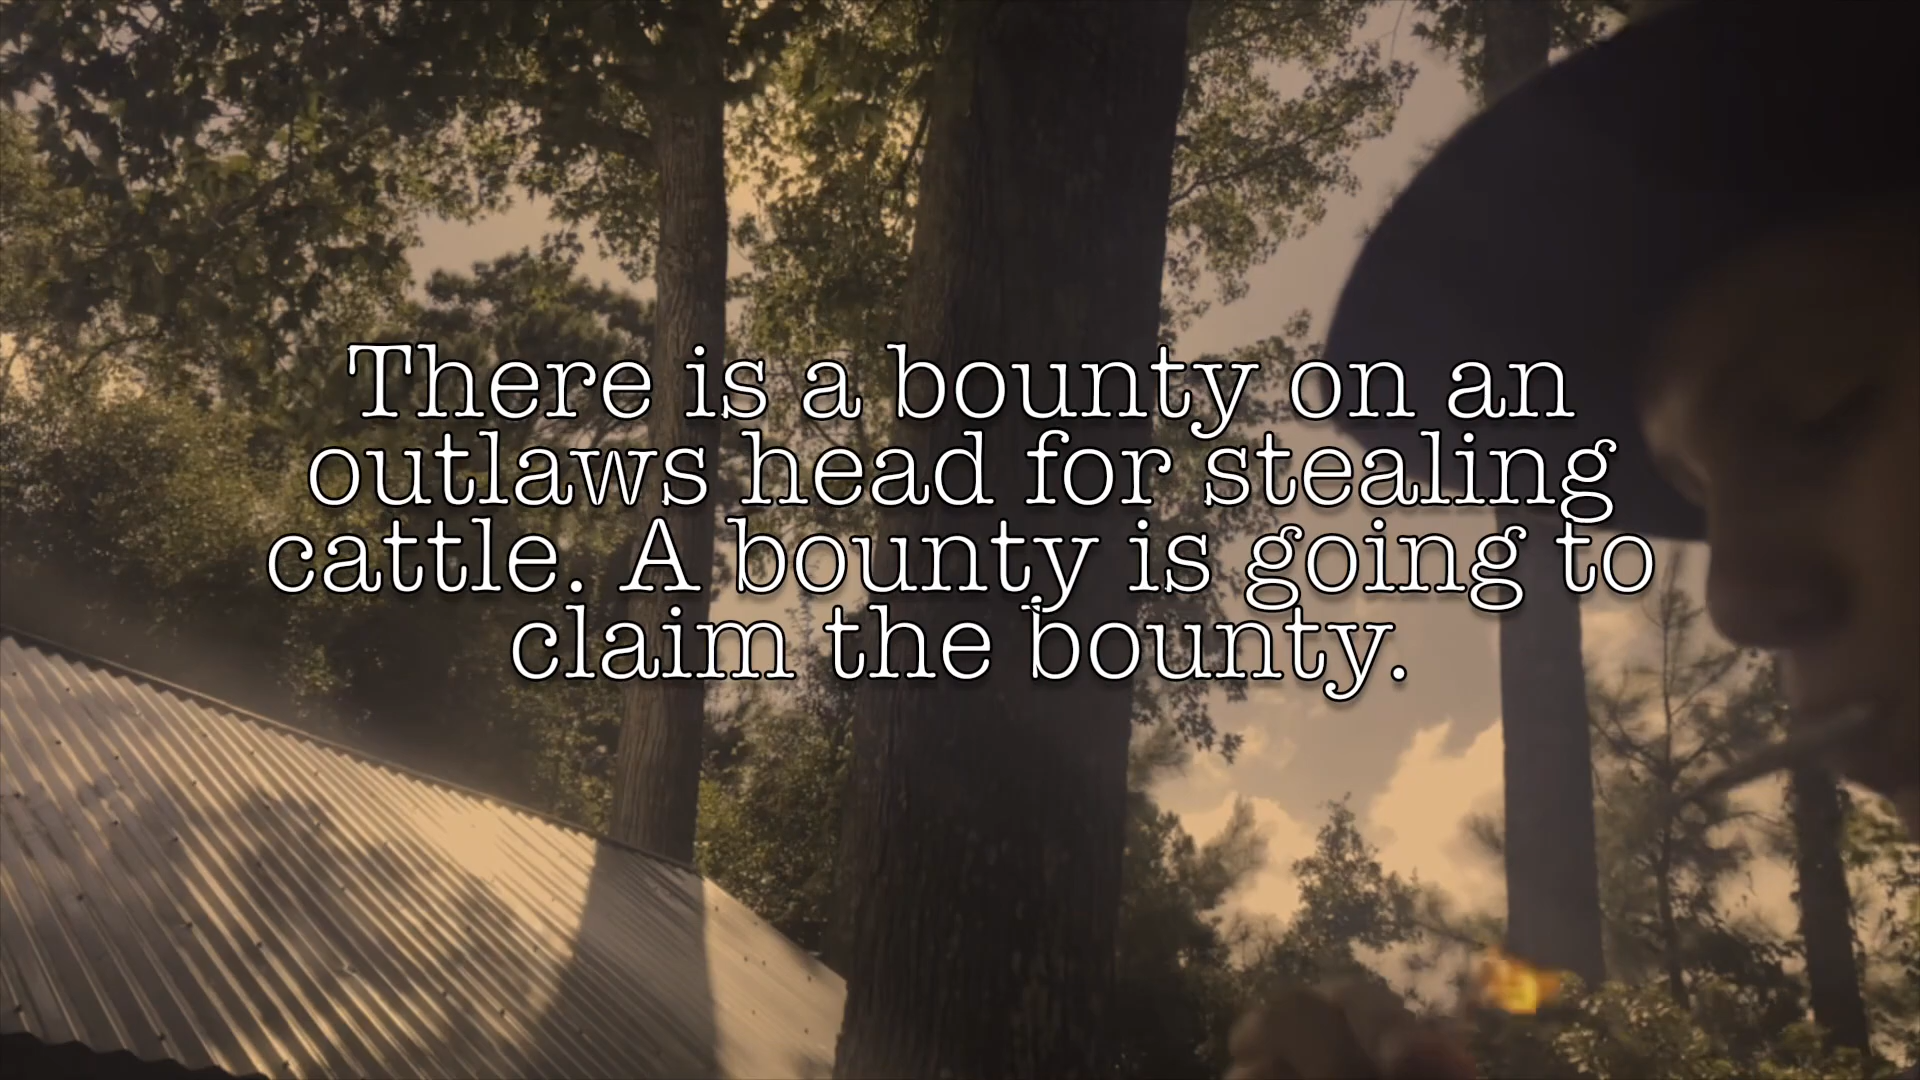 There is a bounty on an
outlaws head for stealing
cattle. A bounty is going to
claim the bounty.